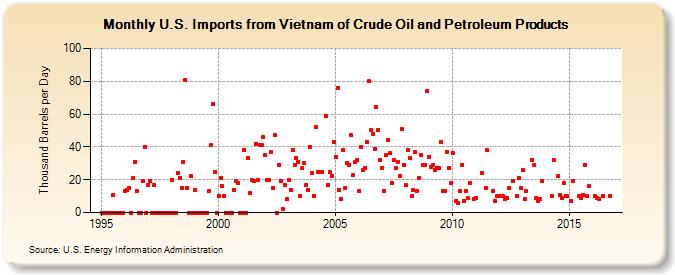 Monthly U.S. Imports from Vietnam of Crude Oil and Petroleum Products
Thousand Barrels per Day
100
80
60
40
20
0
1995 2000 2005 2010 2015
Source: U.S. Energy Information Administration